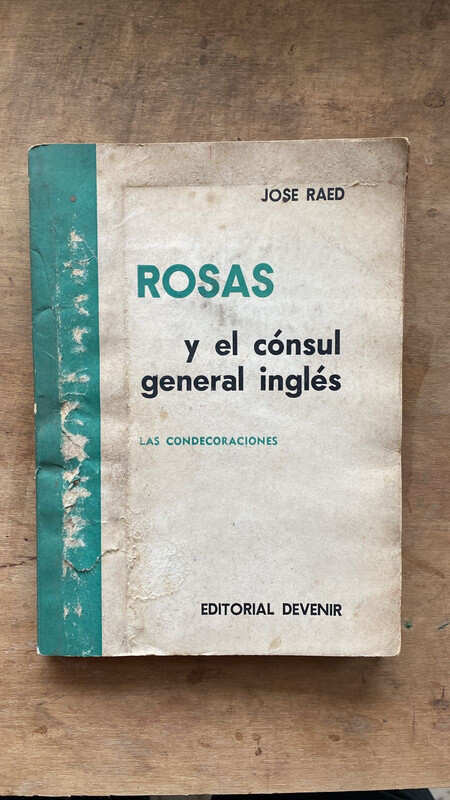 JOSE RAED
ROSAS
y el cónsul
general inglés
LAS CONDECORACIONES
EDITORIAL DEVENIR